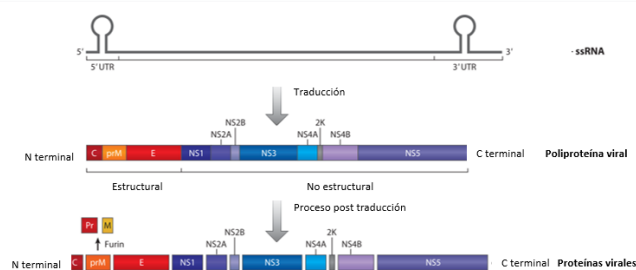 5' 3' - ssRNA
5' UTR 3' UTR
Traducción
NS2B 2K
NS2A NS4A NS4B
N terminal C prM E NS1 NS3 NS5 C terminal Poliproteína viral
Estructural No estructural
Proceso post traducción
Pr M
Furin
NS2B 2K
NS2A NS4A NS4B
N terminal C prM E NS1 NS3 NS5 C terminal Proteínas virales